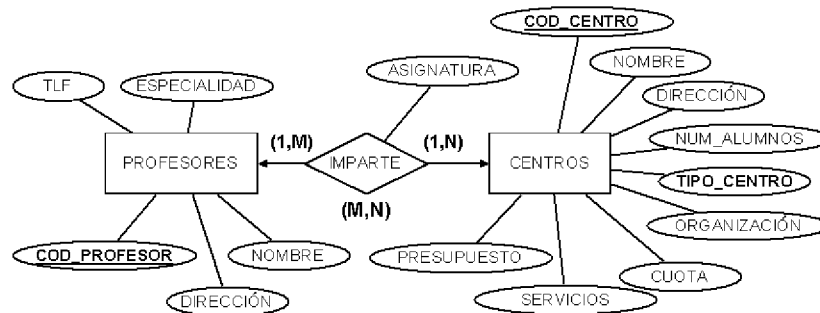 COD_CENTRO
ASIGNATURA
NOMBRE
TLF
ESPECIALIDAD
DIRECCIÓN
(1,M)
(1,N)
NUM_ALUMNOS
PROFESORES
IMPARTE
CENTROS
TIPO_CENTRO
(M,N)
ORGANIZACIÓN
COD_PROFESOR
NOMBRE
PRESUPUESTO
CUOTA
DIRECCIÓN
SERVICIOS